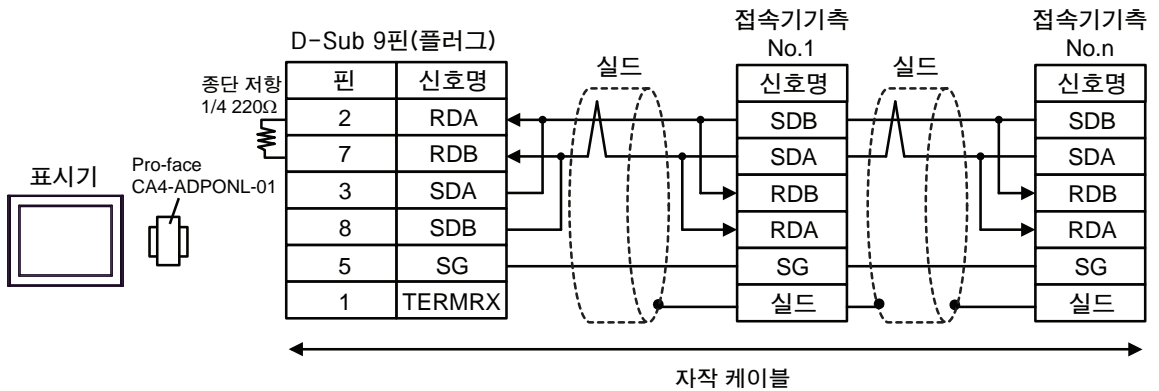 접속기기측
No.1
접속기기측
No.n
D-Sub 9핀(플러그)
실드
실드
종단 저항
1/4 220Ω
핀 신호명
2 RDA
7 RDB
3 SDA
8 SDB
5 SG
1 TERMRX
신호명
SDB
SDA
RDB
RDA
SG
실드
신호명
SDB
SDA
RDB
RDA
SG
실드
표시기
Pro-face
CA4-ADPONL-01
자작 케이블